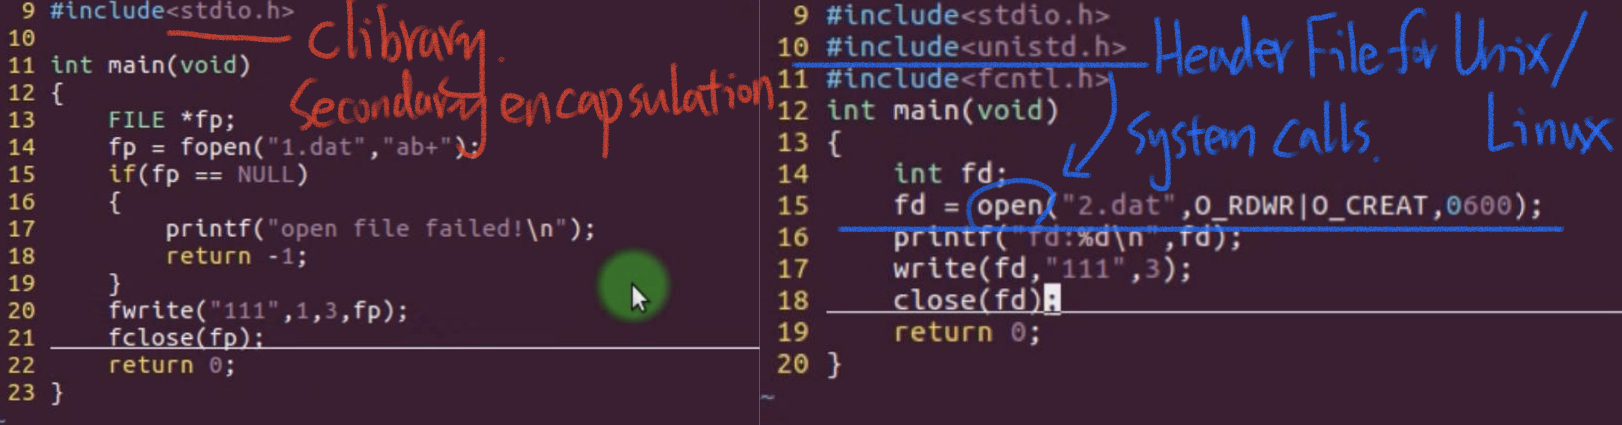 9 #include<stdio.h>
10
11 int main(void)
12 {
13 FILE *fp;
14 fp = fopen("1.dat","ab+");
15 if(fp == NULL)
16 {
17 printf("open file failed!\n");
18 return -1;
19 }
20 fwrite("111",1,3,fp);
21 fclose(fp);
22 return 0;
23 }
~
Clibrary.
Secondary encapsulation
9 #include<stdio.h>
10 #include<unistd.h>
11 #include<fcntl.h>
12 int main(void)
13 {
14 int fd;
15 fd = open("2.dat",O_RDWR|O_CREAT,0600);
16 printf("fd:%d\n",fd);
17 write(fd,"111",3);
18 close(fd);
19 return 0;
20 }
~
Header File for Unix/
Linux
system calls.